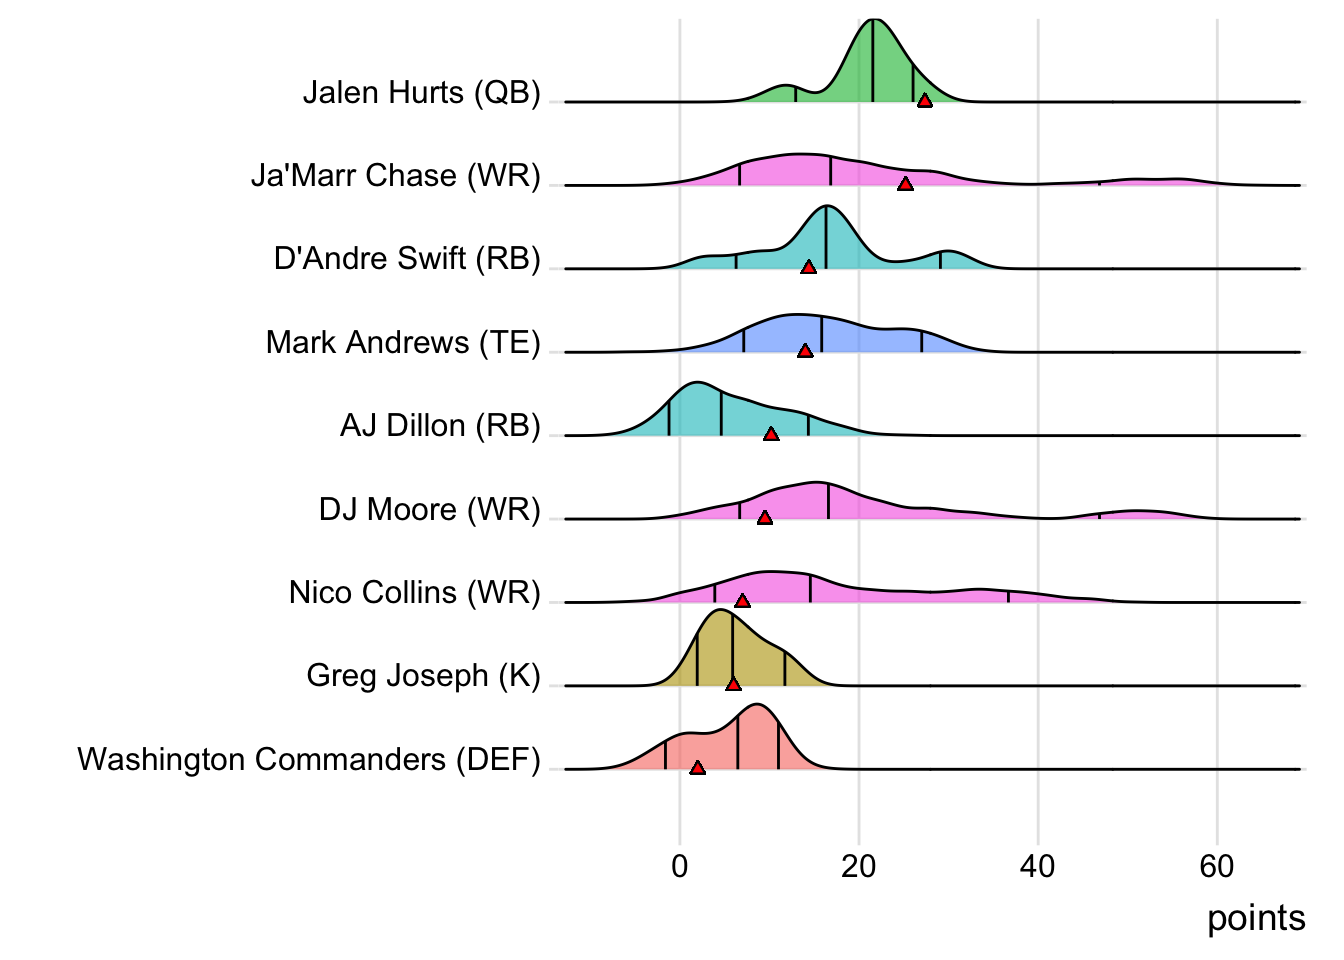 Jalen Hurts (QB)
Ja'Marr Chase (WR)
D'Andre Swift (RB)
Mark Andrews (TE)
AJ Dillon (RB)
DJ Moore (WR)
Nico Collins (WR)
Greg Joseph (K)
Washington Commanders (DEF)
0 20 40 60
points